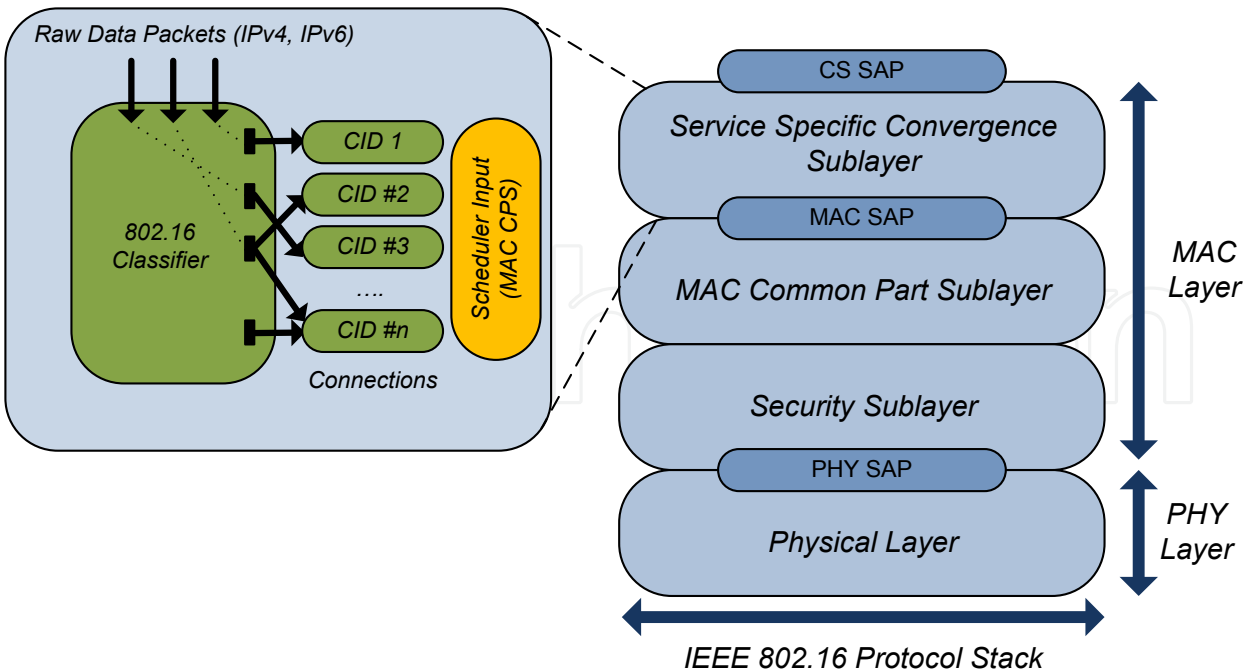 Raw Data Packets (IPv4, IPv6)
802.16
Classifier
CID 1
CID #2
CID #3
....
CID #n
Connections
Scheduler Input
(MAC CPS)
CS SAP
Service Specific Convergence
Sublayer
MAC SAP
MAC Common Part Sublayer
Security Sublayer
PHY SAP
Physical Layer
MAC
Layer
PHY
Layer
IEEE 802.16 Protocol Stack